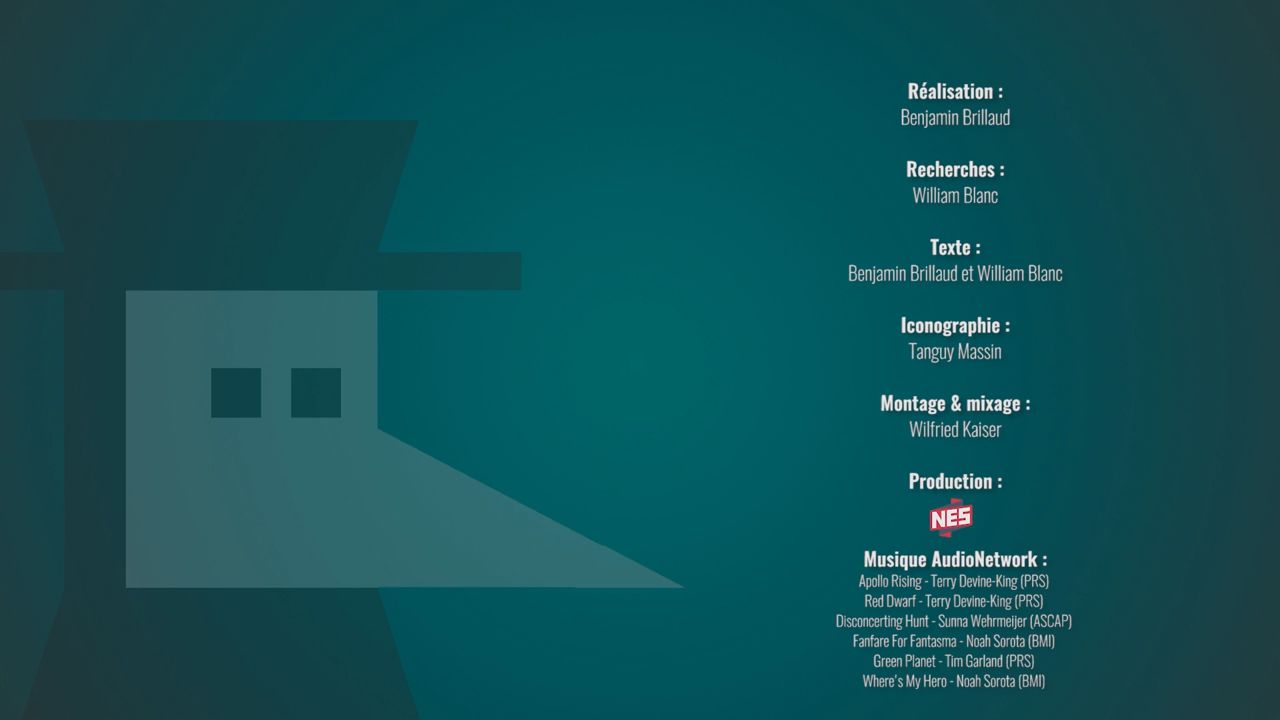 Réalisation :
Benjamin Brillaud
Recherches :
William Blanc
Texte :
Benjamin Brillaud et William Blanc
Iconographie :
Tanguy Massin
Montage & mixage :
Wilfried Kaiser
Production :
NES
Musique AudioNetwork :
Apollo Rising - Terry Devine-King (PRS)
Red Dwarf - Terry Devine-King (PRS)
Disconcerting Hunt - Sunna Wehrmeijer (ASCAP)
Fanfare For Fantasma - Noah Sorota (BMI)
Green Planet - Tim Garland (PRS)
Where's My Hero - Noah Sorota (BMI)